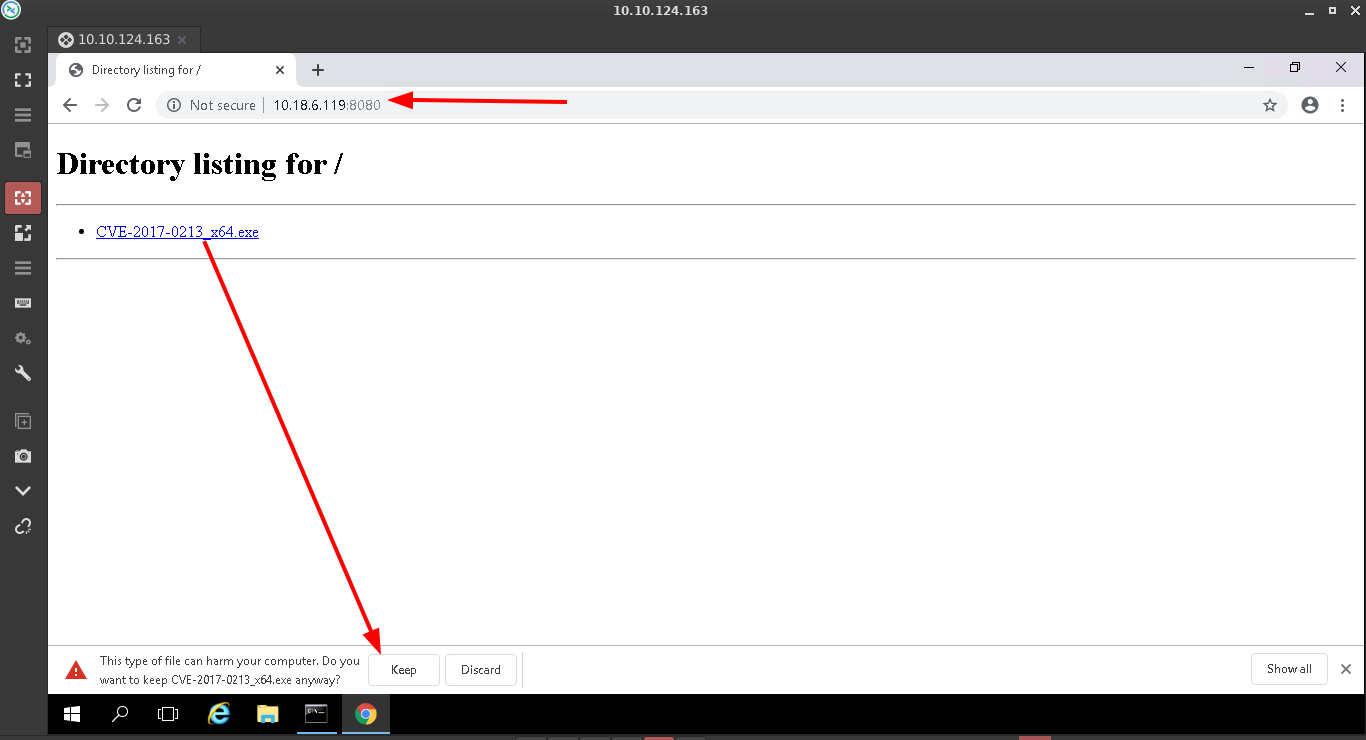 10.10.124.163
10.10.124.163
Directory listing for /
Not secure 10.18.6.119:8080
Directory listing for /
CVE-2017-0213_x64.exe
This type of file can harm your computer. Do you
want to keep CVE-2017-0213_x64.exe anyway?
Keep
Discard
Show all